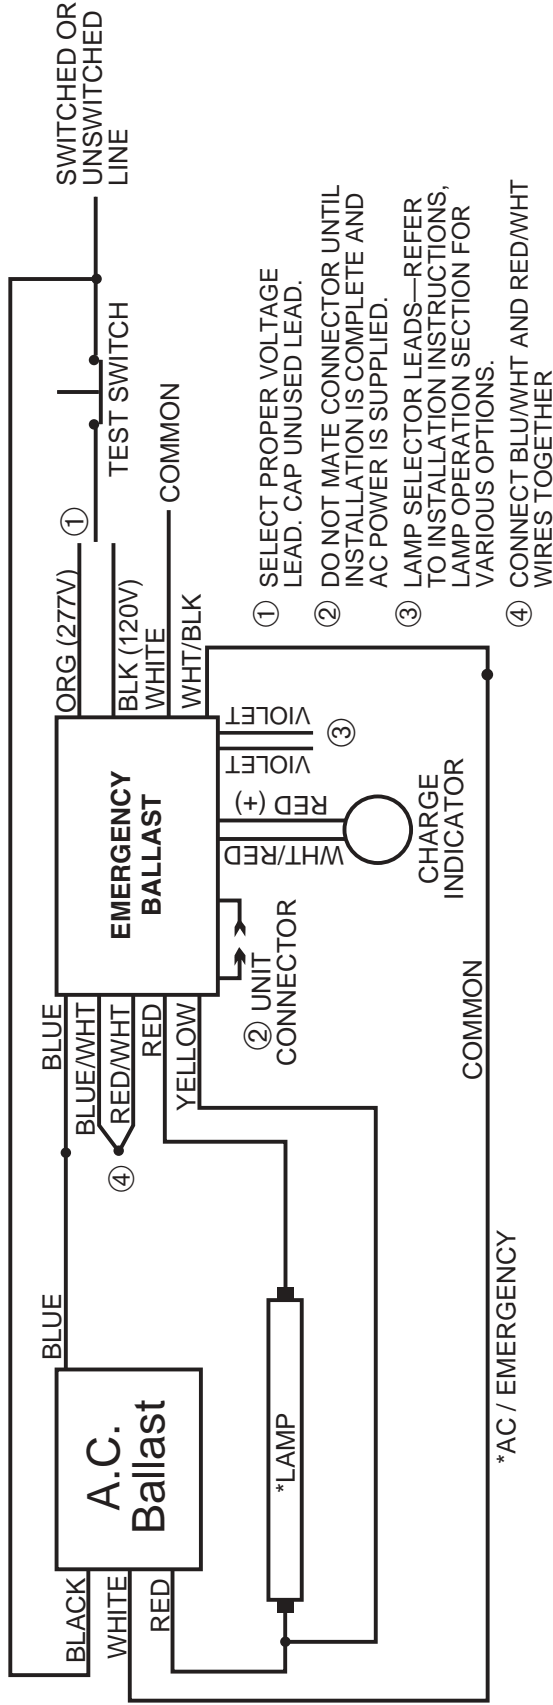 SWITCHED OR
UNSWITCHED
LINE
TEST SWITCH
ORG (277V)
①
BLK (120V)
WHITE
COMMON
WHT/BLK
EMERGENCY
BALLAST
BLUE
BLUE/WHT
RED/WHT
RED
YELLOW
④
BLUE
A.C.
Ballast
BLACK
WHITE
RED
*LAMP
② UNIT
CONNECTOR
WHT/RED
RED (+)
VIOLET
VIOLET
③
CHARGE
INDICATOR
COMMON
*AC / EMERGENCY
① SELECT PROPER VOLTAGE
LEAD. CAP UNUSED LEAD.
② DO NOT MATE CONNECTOR UNTIL
INSTALLATION IS COMPLETE AND
AC POWER IS SUPPLIED.
③ LAMP SELECTOR LEADS—REFER
TO INSTALLATION INSTRUCTIONS,
LAMP OPERATION SECTION FOR
VARIOUS OPTIONS.
④ CONNECT BLU/WHT AND RED/WHT
WIRES TOGETHER